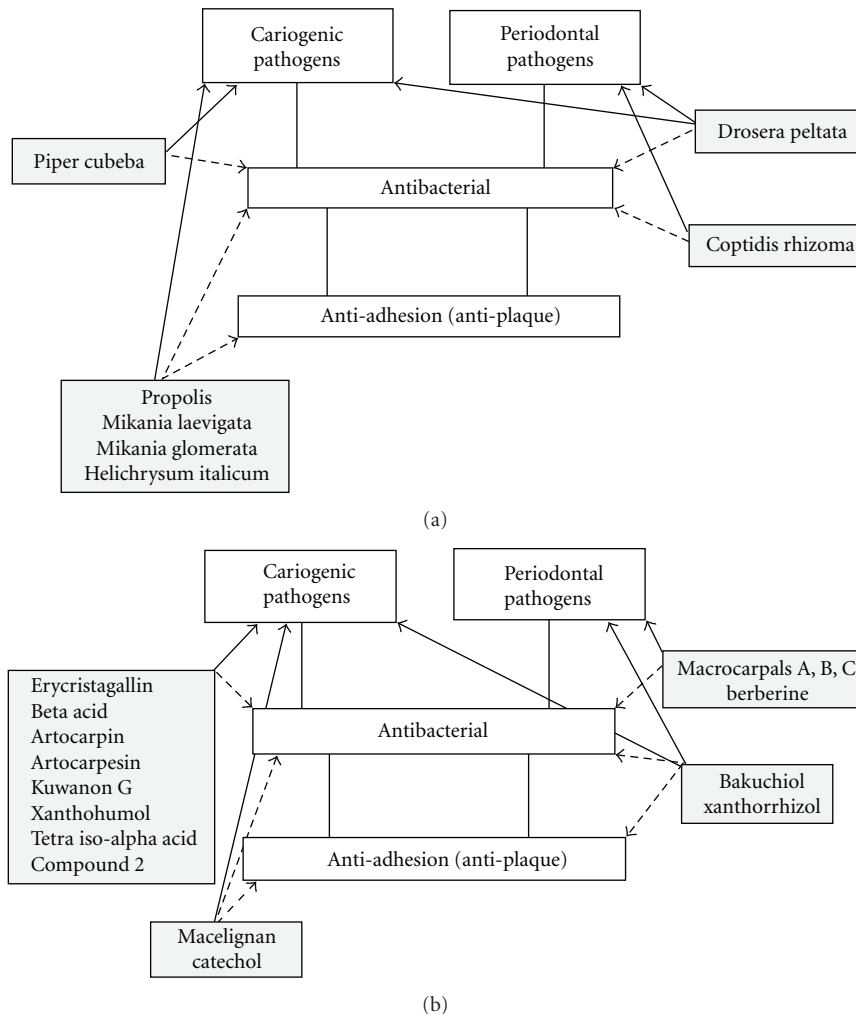 Cariogenic
pathogens
Periodontal
pathogens
Piper cubeba
Drosera peltata
Antibacterial
Coptidis rhizoma
Anti-adhesion (anti-plaque)
Propolis
Mikania laevigata
Mikania glomerata
Helichrysum italicum
(a)
Cariogenic
pathogens
Periodontal
pathogens
Erycristagallin
Beta acid
Artocarpin
Artocarpesin
Kuwanon G
Xanthohumol
Tetra iso-alpha acid
Compound 2
Macrocarpals A, B, C
berberine
Antibacterial
Bakuchiol
xanthorrhizol
Anti-adhesion (anti-plaque)
Macelignan
catechol
(b)